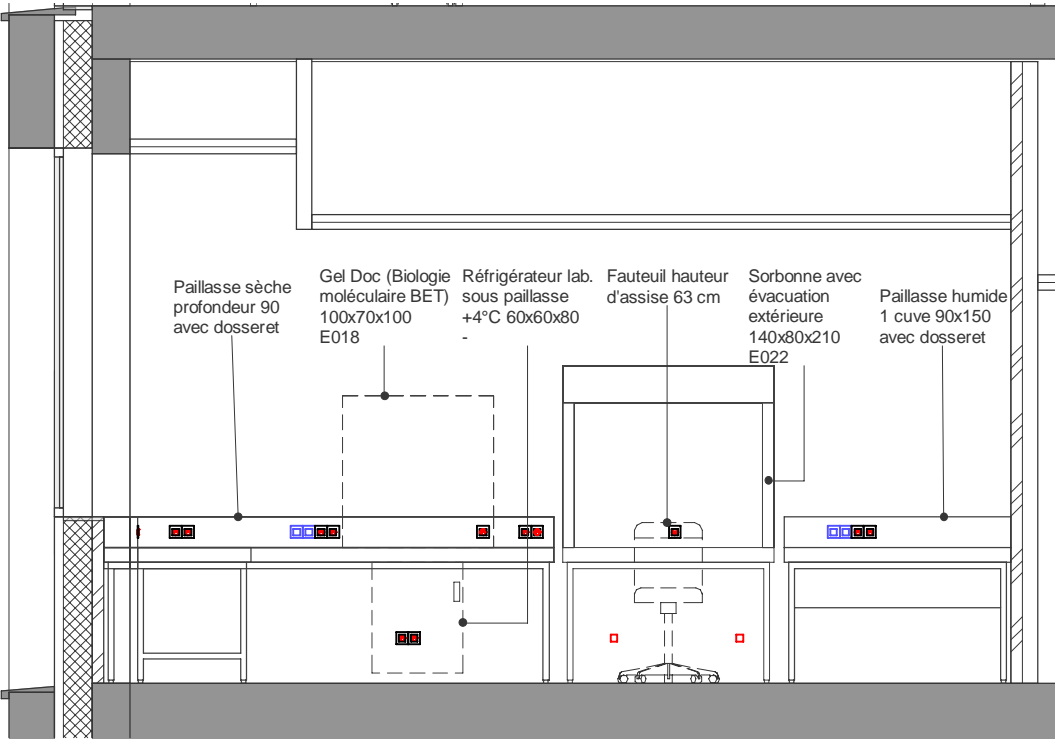 Paillasse sèche
profondeur 90
avec dosseret
Gel Doc (Biologie
moléculaire BET)
100x70x100
E018
Réfrigérateur lab.
sous paillasse
+4°C 60x60x80
-
Fauteuil hauteur
d'assise 63 cm
Sorbonne avec
évacuation
extérieure
140x80x210
E022
Paillasse humide
1 cuve 90x150
avec dosseret